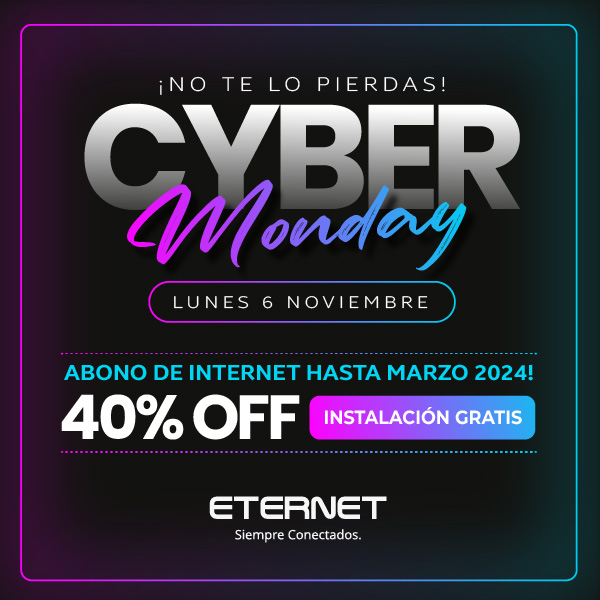 ¡NO TE LO PIERDAS!
CYBER
Monday
LUNES 6 NOVIEMBRE
ABONO DE INTERNET HASTA MARZO 2024!
40% OFF INSTALACIÓN GRATIS
ETERNET
Siempre Conectados.